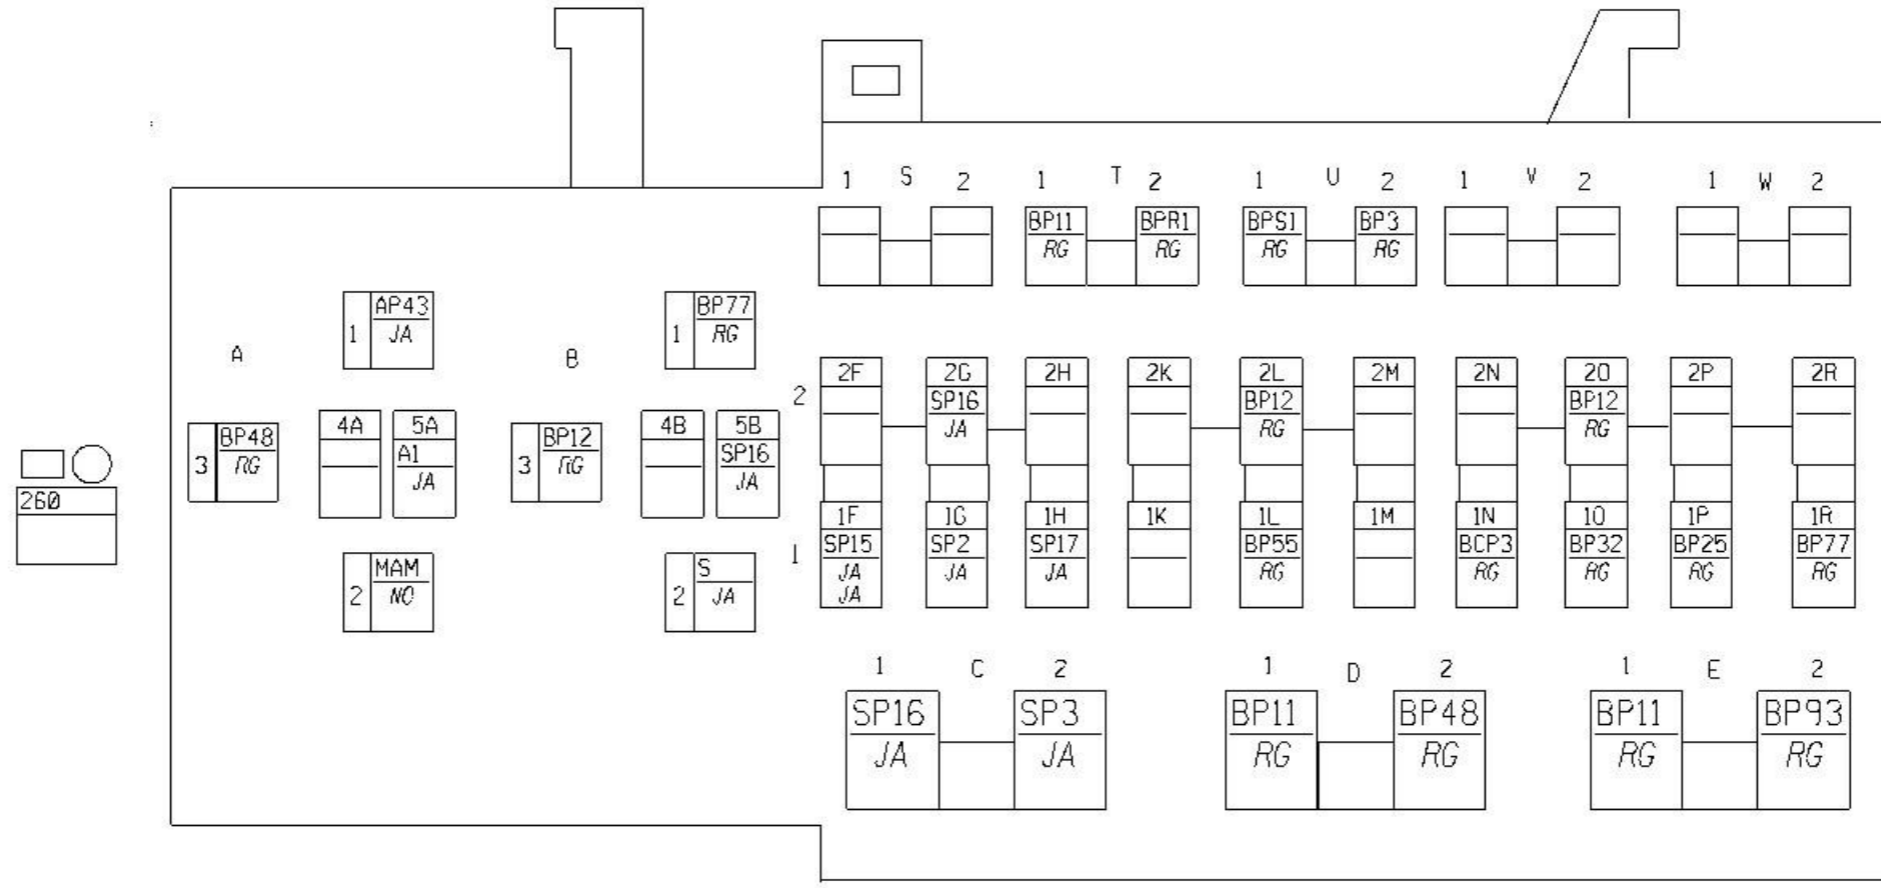 1 S 2 1 T 2 1 U 2 1 V 2 1 W 2
BP11 BPR1 BPS1 BP3
RG RG RG RG
1 AP43
JA
1 BP77
RG
A B
2
2F 2G 2H 2K 2L 2M 2N 2O 2P 2R
SP16 BP12 BP12
JA RG RG
3 BP48
RG
4A 5A
A1
JA
3 BP12
RG
4B 5B
SP16
JA
260
1
1F 1G 1H 1K 1L 1M 1N 1O 1P 1R
SP15 SP2 SP17 BP55 BCP3 BP32 BP25 BP77
JA JA JA RG RG RG RG RG
JA
2 MAM
NO
2 S
JA
1 C 2 1 D 2 1 E 2
SP16 SP3 BP11 BP48 BP11 BP93
JA JA RG RG RG RG